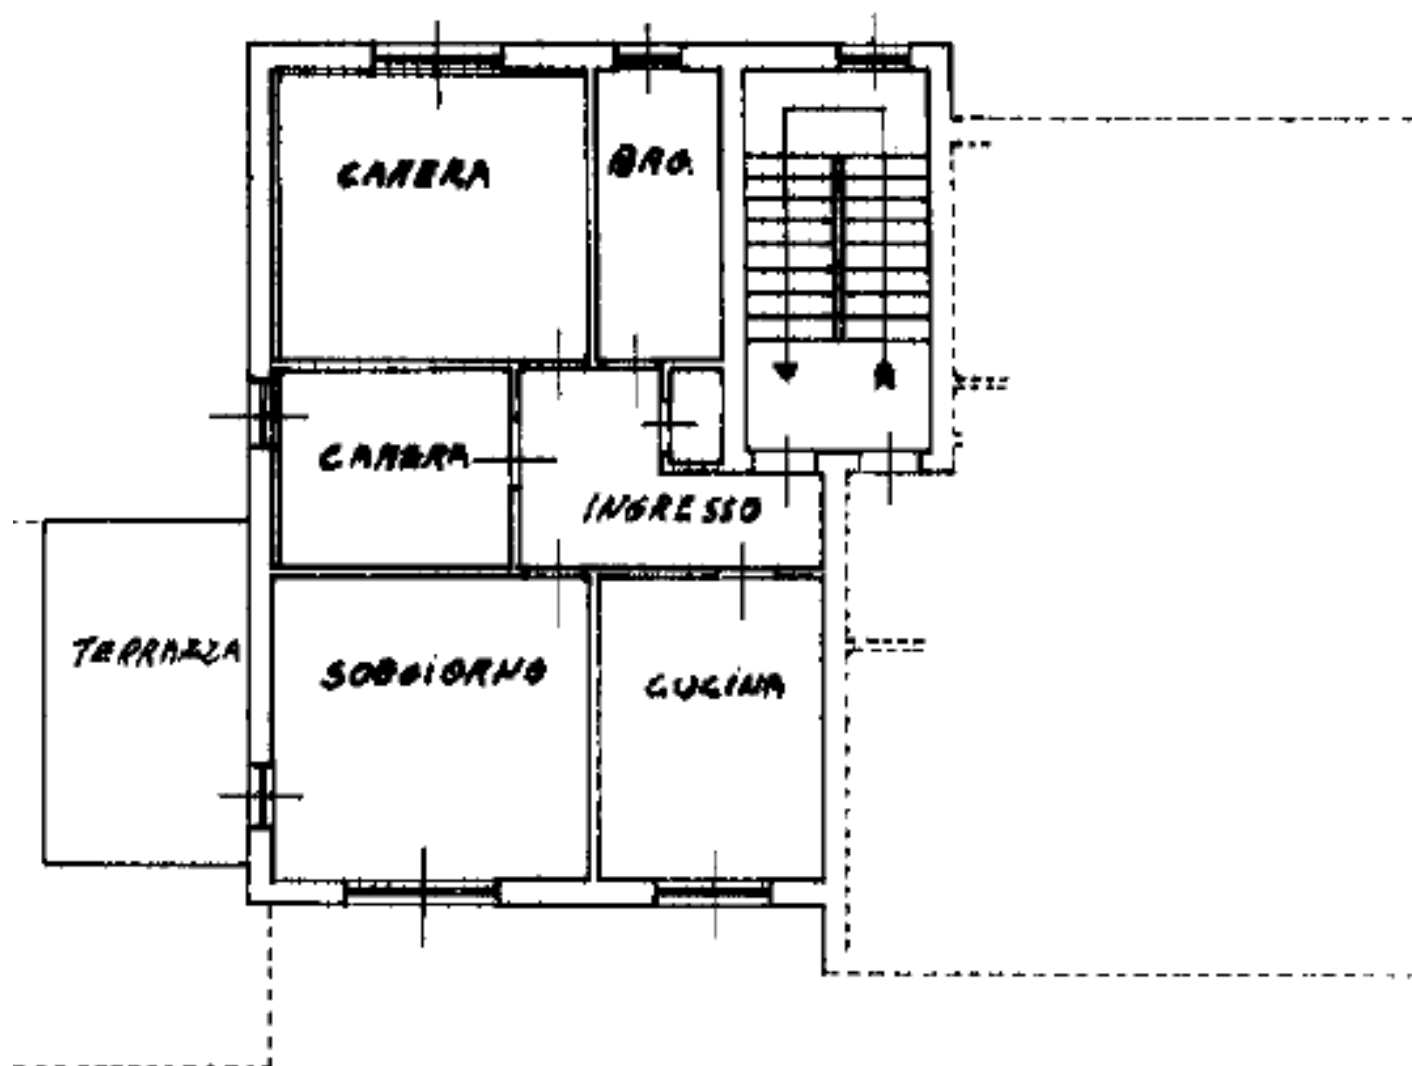 CAMERA
BAG.
CAMERA
INGRESSO
TERRAZZA
SOGGIORNO
CUCINA